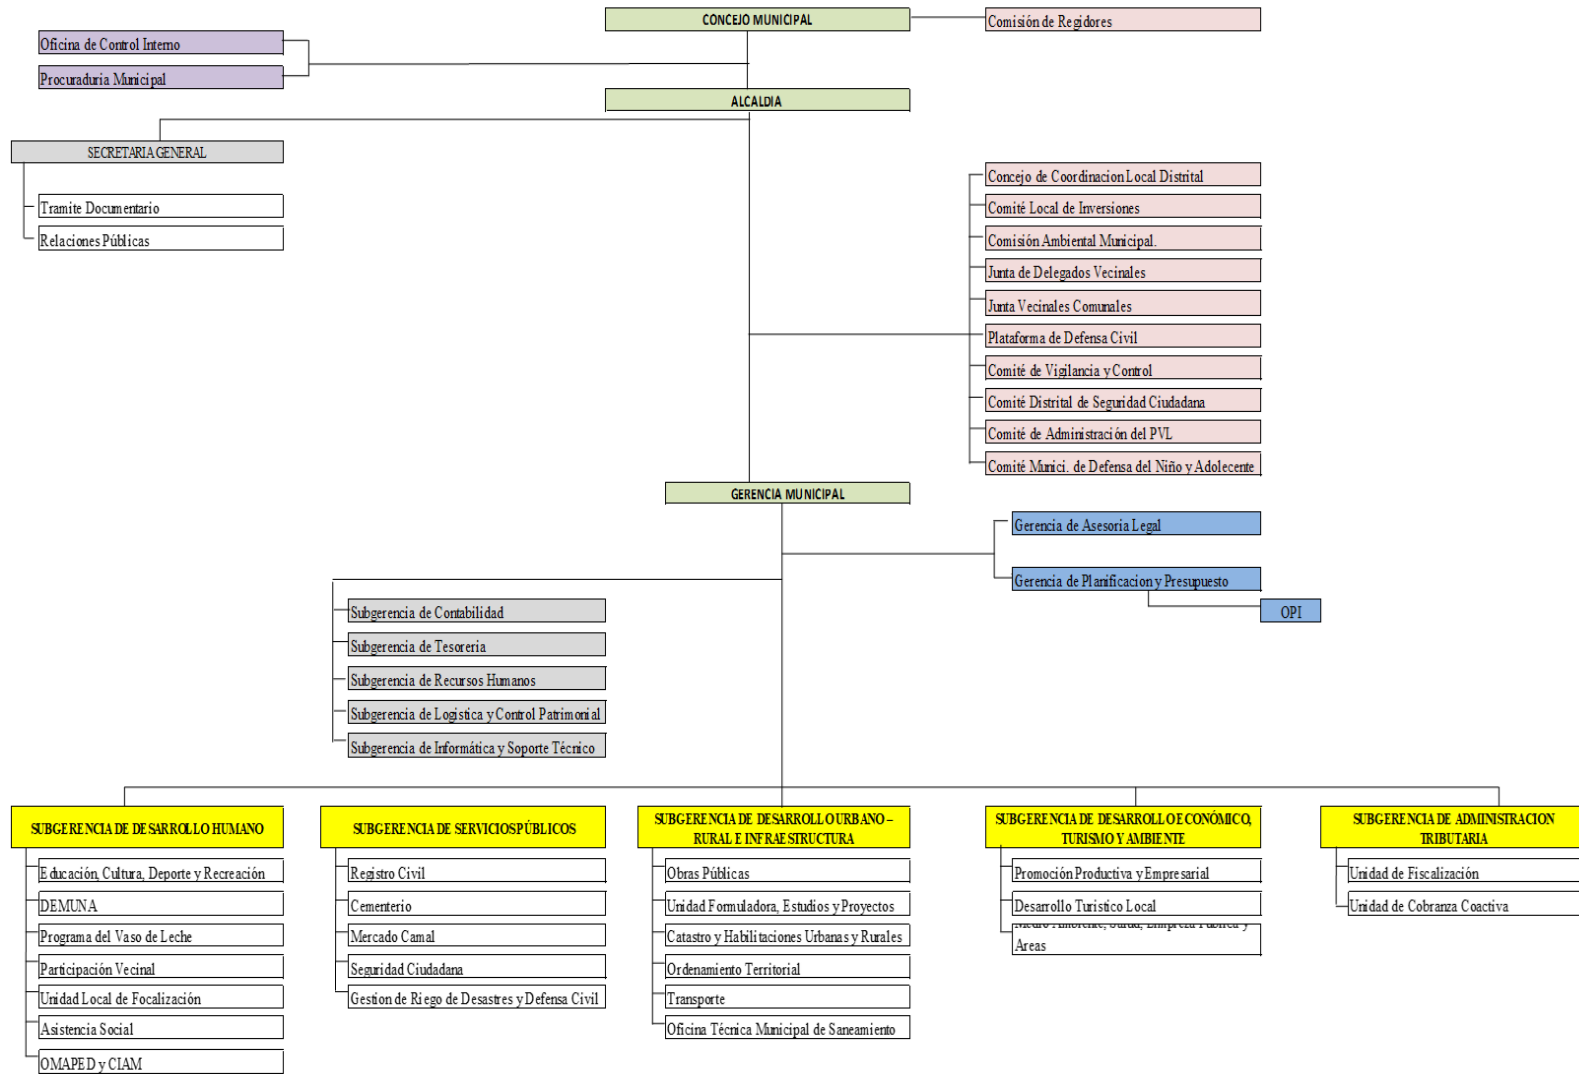 CONCEJO MUNICIPAL
Comisión de Regidores
Oficina de Control Interno
Procuraduria Municipal
ALCALDIA
SECRETARIA GENERAL
Tramite Documentario
Relaciones Públicas
Concejo de Coordinacion Local Distrital
Comité Local de Inversiones
Comisión Ambiental Municipal.
Junta de Delegados Vecinales
Junta Vecinales Comunales
Plataforma de Defensa Civil
Comité de Vigilancia y Control
Comité Distrital de Seguridad Ciudadana
Comité de Administración del PVL
Comité Munici. de Defensa del Niño y Adolecente
GERENCIA MUNICIPAL
Gerencia de Asesoria Legal
Gerencia de Planificacion y Presupuesto
OPI
Subgerencia de Contabilidad
Subgerencia de Tesoreria
Subgerencia de Recursos Humanos
Subgerencia de Logistica y Control Patrimonial
Subgerencia de Informática y Soporte Técnico
SUBGERENCIA DE DESARROLLO HUMANO
Educación, Cultura, Deporte y Recreación
DEMUNA
Programa del Vaso de Leche
Participación Vecinal
Unidad Local de Focalización
Asistencia Social
OMAPED y CIAM
SUBGERENCIA DE SERVICIOS PÚBLICOS
Registro Civil
Cementerio
Mercado Camal
Seguridad Ciudadana
Gestion de Riego de Desastres y Defensa Civil
SUBGERENCIA DE DESARROLLO URBANO –
RURAL E INFRAESTRUCTURA
Obras Públicas
Unidad Formuladora, Estudios y Proyectos
Catastro y Habilitaciones Urbanas y Rurales
Ordenamiento Territorial
Transporte
Oficina Técnica Municipal de Saneamiento
SUBGERENCIA DE DESARROLLO ECONÓMICO,
TURISMO Y AMBIENTE
Promoción Productiva y Empresarial
Desarrollo Turistico Local
Medio Ambiente, Salud, Limpieza Publica y
Areas
SUBGERENCIA DE ADMINISTRACION
TRIBUTARIA
Unidad de Fiscalización
Unidad de Cobranza Coactiva